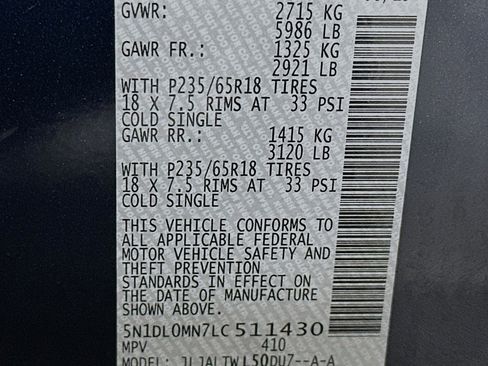 GVWR: 2715 KG
5986 LB
GAWR FR.: 1325 KG
2921 LB
WITH P235/65R18 TIRES
18 X 7.5 RIMS AT 33 PSI
COLD SINGLE
GAWR RR.: 1415 KG
3120 LB
WITH P235/65R18 TIRES
18 X 7.5 RIMS AT 33 PSI
COLD SINGLE
THIS VEHICLE CONFORMS TO
ALL APPLICABLE FEDERAL
MOTOR VEHICLE SAFETY AND
THEFT PREVENTION
STANDARDS IN EFFECT ON
THE DATE OF MANUFACTURE
SHOWN ABOVE.
5N1DL0MN7LC511430
MPV 410
MODEL: JLJALTWL50DU7--A-A